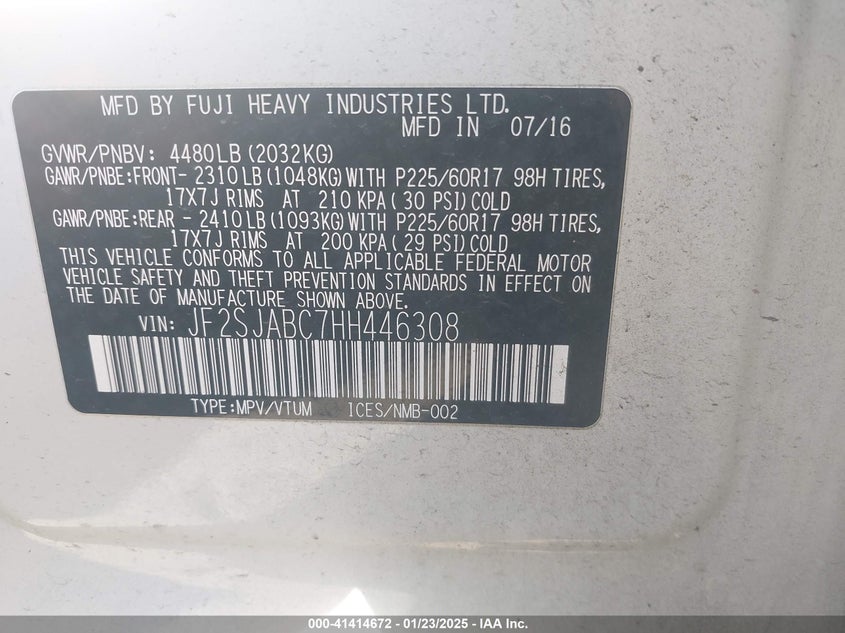 MFD BY FUJI HEAVY INDUSTRIES LTD.
MFD IN 07/16
GVWR/PNBV: 4480LB (2032KG)
GAWR/PNBE:FRONT- 2310LB (1048KG) WITH P225/60R17 98H TIRES,
17X7J RIMS AT 210 KPA ( 30 PSI) COLD
GAWR/PNBE:REAR - 2410LB (1093KG) WITH P225/60R17 98H TIRES,
17X7J RIMS AT 200 KPA ( 29 PSI) COLD
THIS VEHICLE CONFORMS TO ALL APPLICABLE FEDERAL MOTOR
VEHICLE SAFETY AND THEFT PREVENTION STANDARDS IN EFFECT ON
THE DATE OF MANUFACTURE SHOWN ABOVE.
VIN: JF2SJABC7HH446308
TYPE:MPV/VTUM ICES/NMB-002
000-41414672 - 01/23/2025 - IAA Inc.